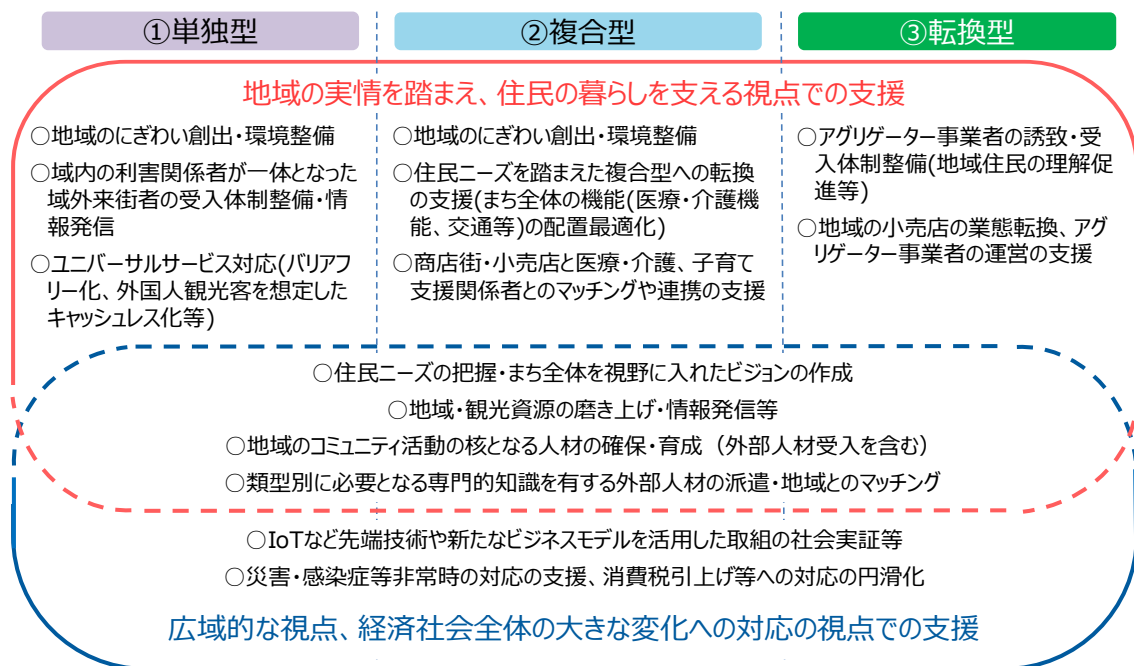 ①単独型
②複合型
③転換型
地域の実情を踏まえ、住民の暮らしを支える視点での支援
○地域のにぎわい創出・環境整備
○域内の利害関係者が一体となった
域外来街者の受入体制整備・情
報発信
○ユニバーサルサービス対応(バリアフ
リー化、外国人観光客を想定した
キャッシュレス化等)
○地域のにぎわい創出・環境整備
○住民ニーズを踏まえた複合型への転換
の支援(まち全体の機能(医療・介護機
能、交通等)の配置最適化)
○商店街・小売店と医療・介護、子育て
支援関係者とのマッチングや連携の支援
○アグリゲーター事業者の誘致・受
入体制整備(地域住民の理解促
進等)
○地域の小売店の業態転換、アグ
リゲーター事業者の運営の支援
○住民ニーズの把握・まち全体を視野に入れたビジョンの作成
○地域・観光資源の磨き上げ・情報発信等
○地域のコミュニティ活動の核となる人材の確保・育成（外部人材受入を含む）
○類型別に必要となる専門的知識を有する外部人材の派遣・地域とのマッチング
○IoTなど先端技術や新たなビジネスモデルを活用した取組の社会実証等
○災害・感染症等非常時の対応の支援、消費税引上げ等への対応の円滑化
広域的な視点、経済社会全体の大きな変化への対応の視点での支援